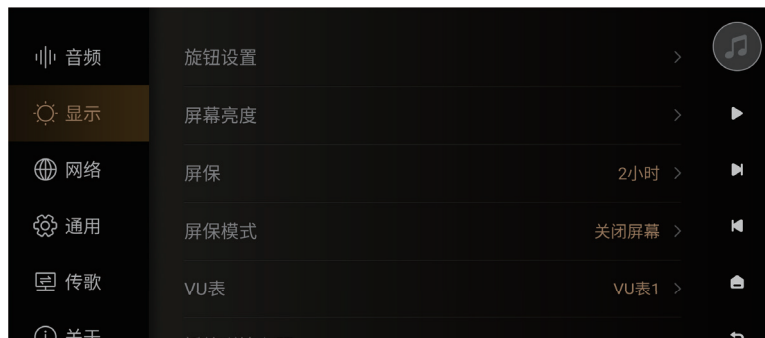 音频
显示
网络
通用
传歌
关于
旋钮设置
屏幕亮度
屏保 2小时
屏保模式 关闭屏幕
VU表 VU表1